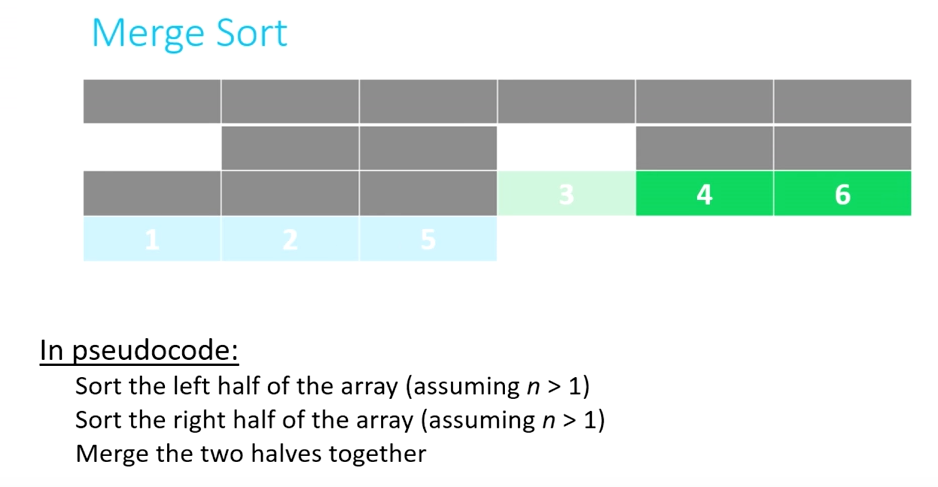 Merge Sort
3 4 6
1 2 5
In pseudocode:
Sort the left half of the array (assuming n > 1)
Sort the right half of the array (assuming n > 1)
Merge the two halves together